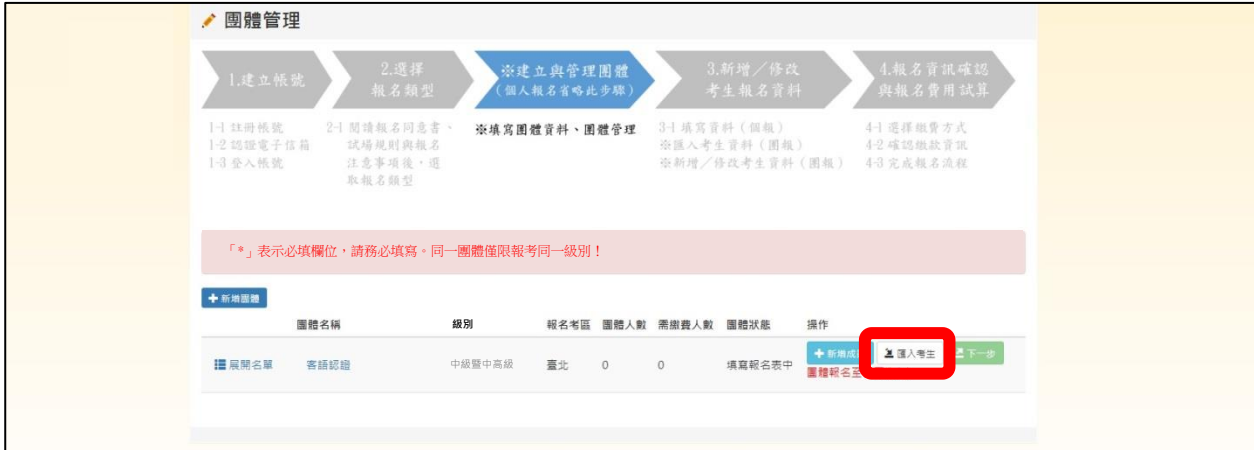 團體管理
1.建立帳號
2.選擇
報名類型
※建立與管理團體
(個人報名省略此步驟)
3.新增／修改
考生報名資料
4.報名資訊確認
與報名費用試算
1-1 註冊帳號
1-2 認證電子信箱
1-3 登入帳號
2-1 閱讀報名同意書、
試場規則與報名
注意事項後，選
取報名類型
※填寫團體資料、團體管理
3-1 填寫資料（個報）
※匯入考生資料（團報）
※新增／修改考生資料（團報）
4-1 選擇繳費方式
4-2 確認繳款資訊
4-3 完成報名流程
「*」表示必填欄位，請務必填寫。同一團體僅限報考同一級別！
新增團體
團體名稱 級別 報名考區 團體人數 需繳費人數 團體狀態 操作
展開名單 客語認證 中級暨中高級 臺北 0 0 填寫報名表中
新增成 匯入考生 下一步
團體報名至